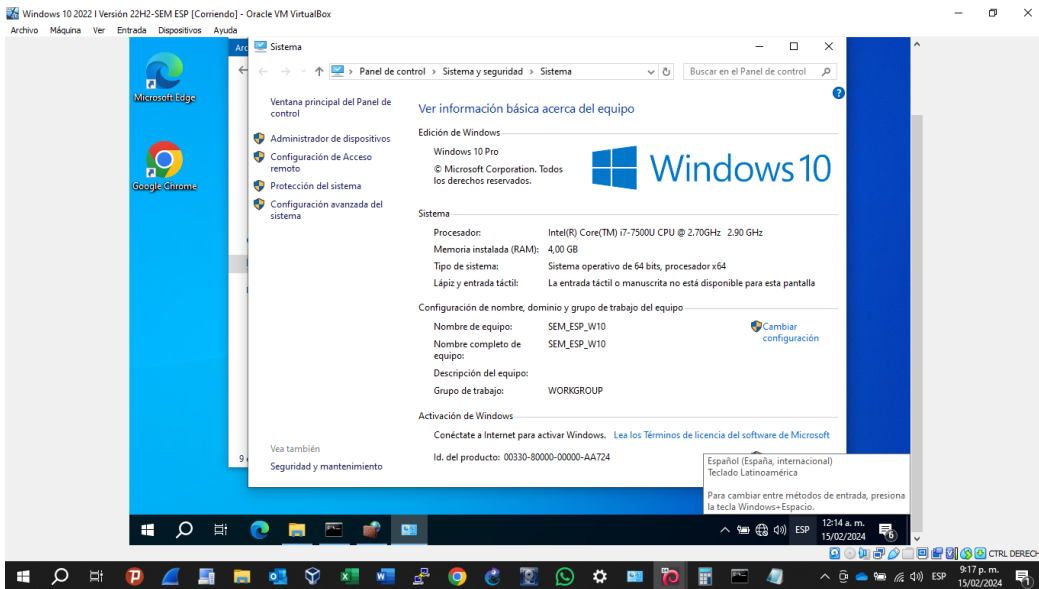 Windows 10 2022 I Versión 22H2-SEM ESP [Corriendo] - Oracle VM VirtualBox
Archivo Máquina Ver Entrada Dispositivos Ayuda
Microsoft Edge
Google Chrome
Sistema
Panel de control › Sistema y seguridad › Sistema
Buscar en el Panel de control
Ventana principal del Panel de
control
Administrador de dispositivos
Configuración de Acceso
remoto
Protección del sistema
Configuración avanzada del
sistema
Vea también
Seguridad y mantenimiento
Ver información básica acerca del equipo
Edición de Windows
Windows 10 Pro
© Microsoft Corporation. Todos
los derechos reservados.
Windows 10
Sistema
Procesador: Intel(R) Core(TM) i7-7500U CPU @ 2.70GHz 2.90 GHz
Memoria instalada (RAM): 4,00 GB
Tipo de sistema: Sistema operativo de 64 bits, procesador x64
Lápiz y entrada táctil: La entrada táctil o manuscrita no está disponible para esta pantalla
Configuración de nombre, dominio y grupo de trabajo del equipo
Nombre de equipo: SEM_ESP_W10
Cambiar
configuración
Nombre completo de
equipo: SEM_ESP_W10
Descripción del equipo:
Grupo de trabajo: WORKGROUP
Activación de Windows
Conéctate a Internet para activar Windows. Lea los Términos de licencia del software de Microsoft
Id. del producto: 00330-80000-00000-AA724
Español (España, internacional)
Teclado Latinoamérica
Para cambiar entre métodos de entrada, presiona
la tecla Windows+Espacio.
ESP
12:14 a. m.
15/02/2024
6
CTRL DERECH
ESP
9:17 p. m.
15/02/2024
1